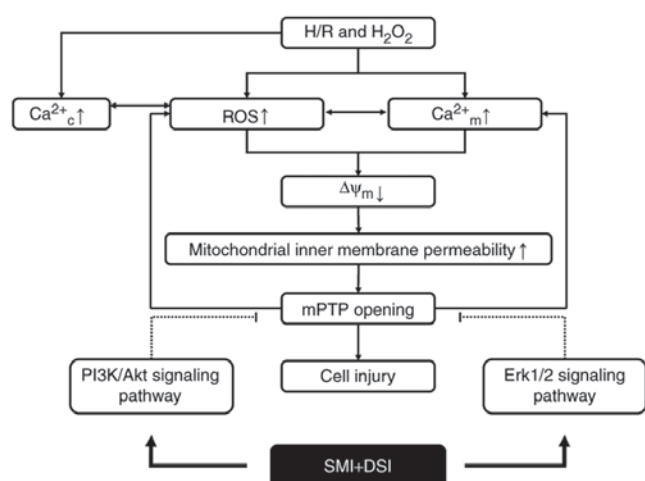 H/R and H₂O₂
Ca²⁺c↑
ROS↑
Ca²⁺m↑
Δψm↓
Mitochondrial inner membrane permeability↑
mPTP opening
PI3K/Akt signaling
pathway
Cell injury
Erk1/2 signaling
pathway
SMI+DSI